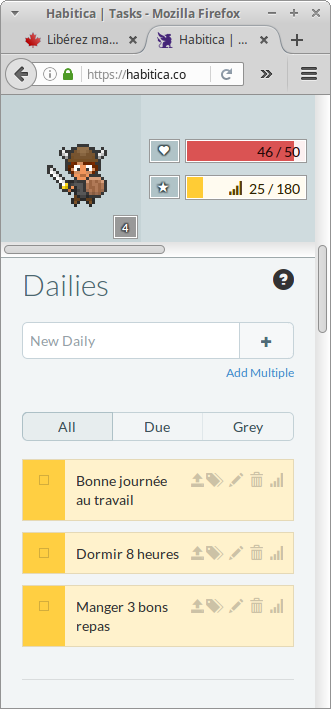 Habitica | Tasks - Mozilla Firefox
Libérez ma...
Habitica | ...
https://habitica.co
46 / 50
25 / 180
4
Dailies
?
New Daily
+
Add Multiple
All Due Grey
Bonne journée
au travail
Dormir 8 heures
Manger 3 bons
repas